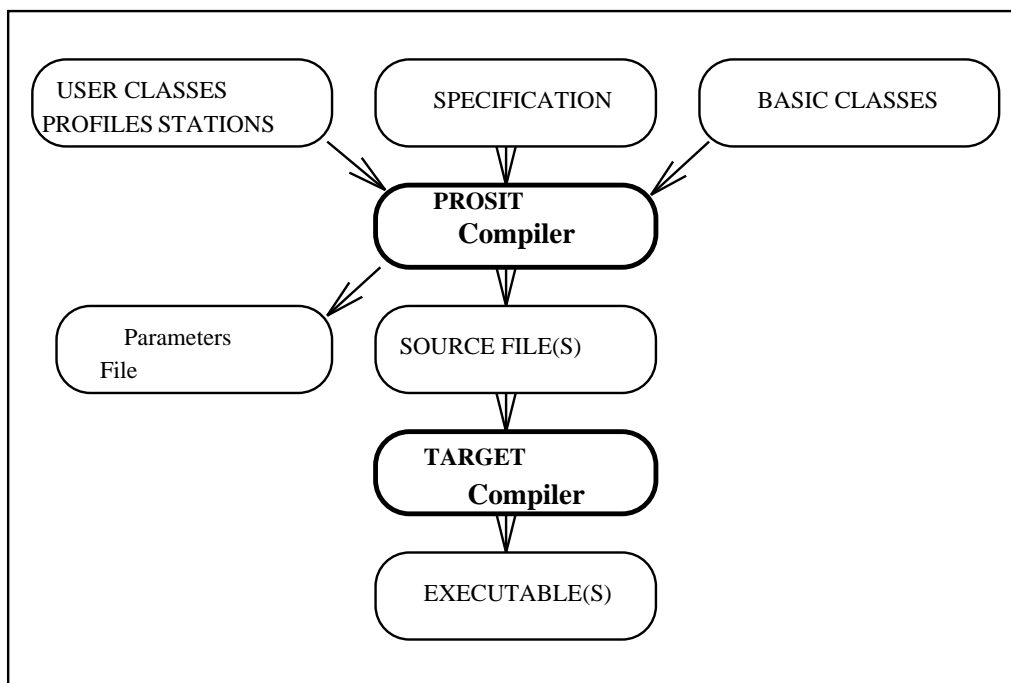 USER CLASSES
PROFILES STATIONS
SPECIFICATION
BASIC CLASSES
PROSIT
Compiler
Parameters
File
SOURCE FILE(S)
TARGET
Compiler
EXECUTABLE(S)